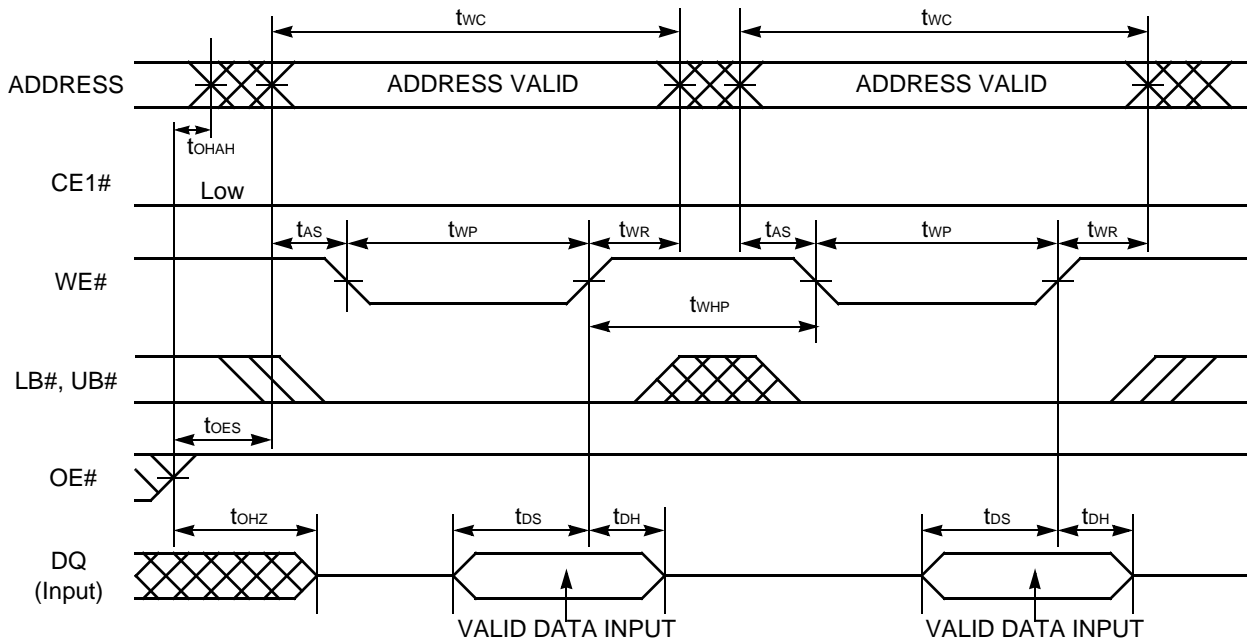 tWC tWC
ADDRESS ADDRESS VALID ADDRESS VALID
tOHAH
CE1# Low
tAS tWP tWR tAS tWP tWR
WE#
tWHP
LB#, UB#
tOES
OE#
tOHZ tDS tDH tDS tDH
DQ
(Input)
VALID DATA INPUT VALID DATA INPUT